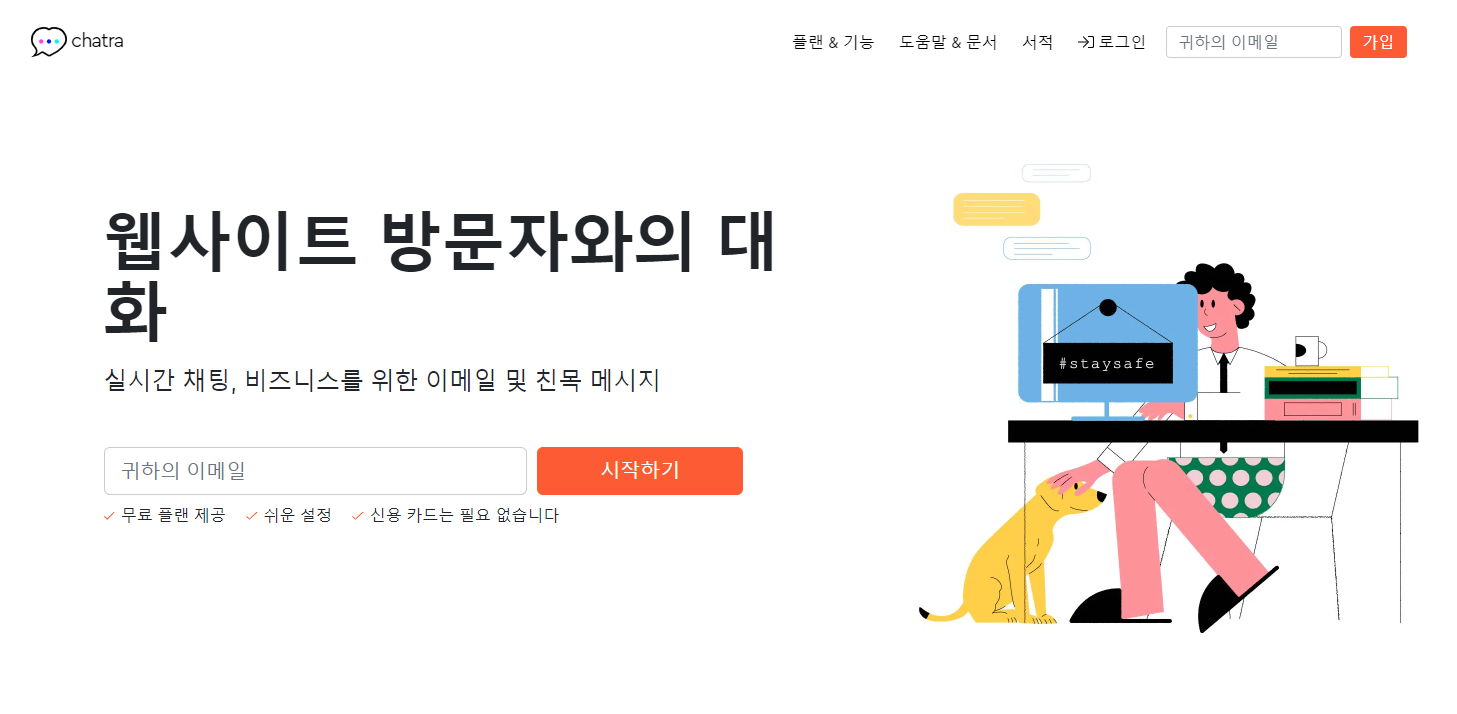 chatra
플랜 & 기능
도움말 & 문서
서적
로그인
귀하의 이메일
가입
웹사이트 방문자와의 대
화
실시간 채팅, 비즈니스를 위한 이메일 및 친목 메시지
귀하의 이메일
시작하기
무료 플랜 제공
쉬운 설정
신용 카드는 필요 없습니다
#staysafe